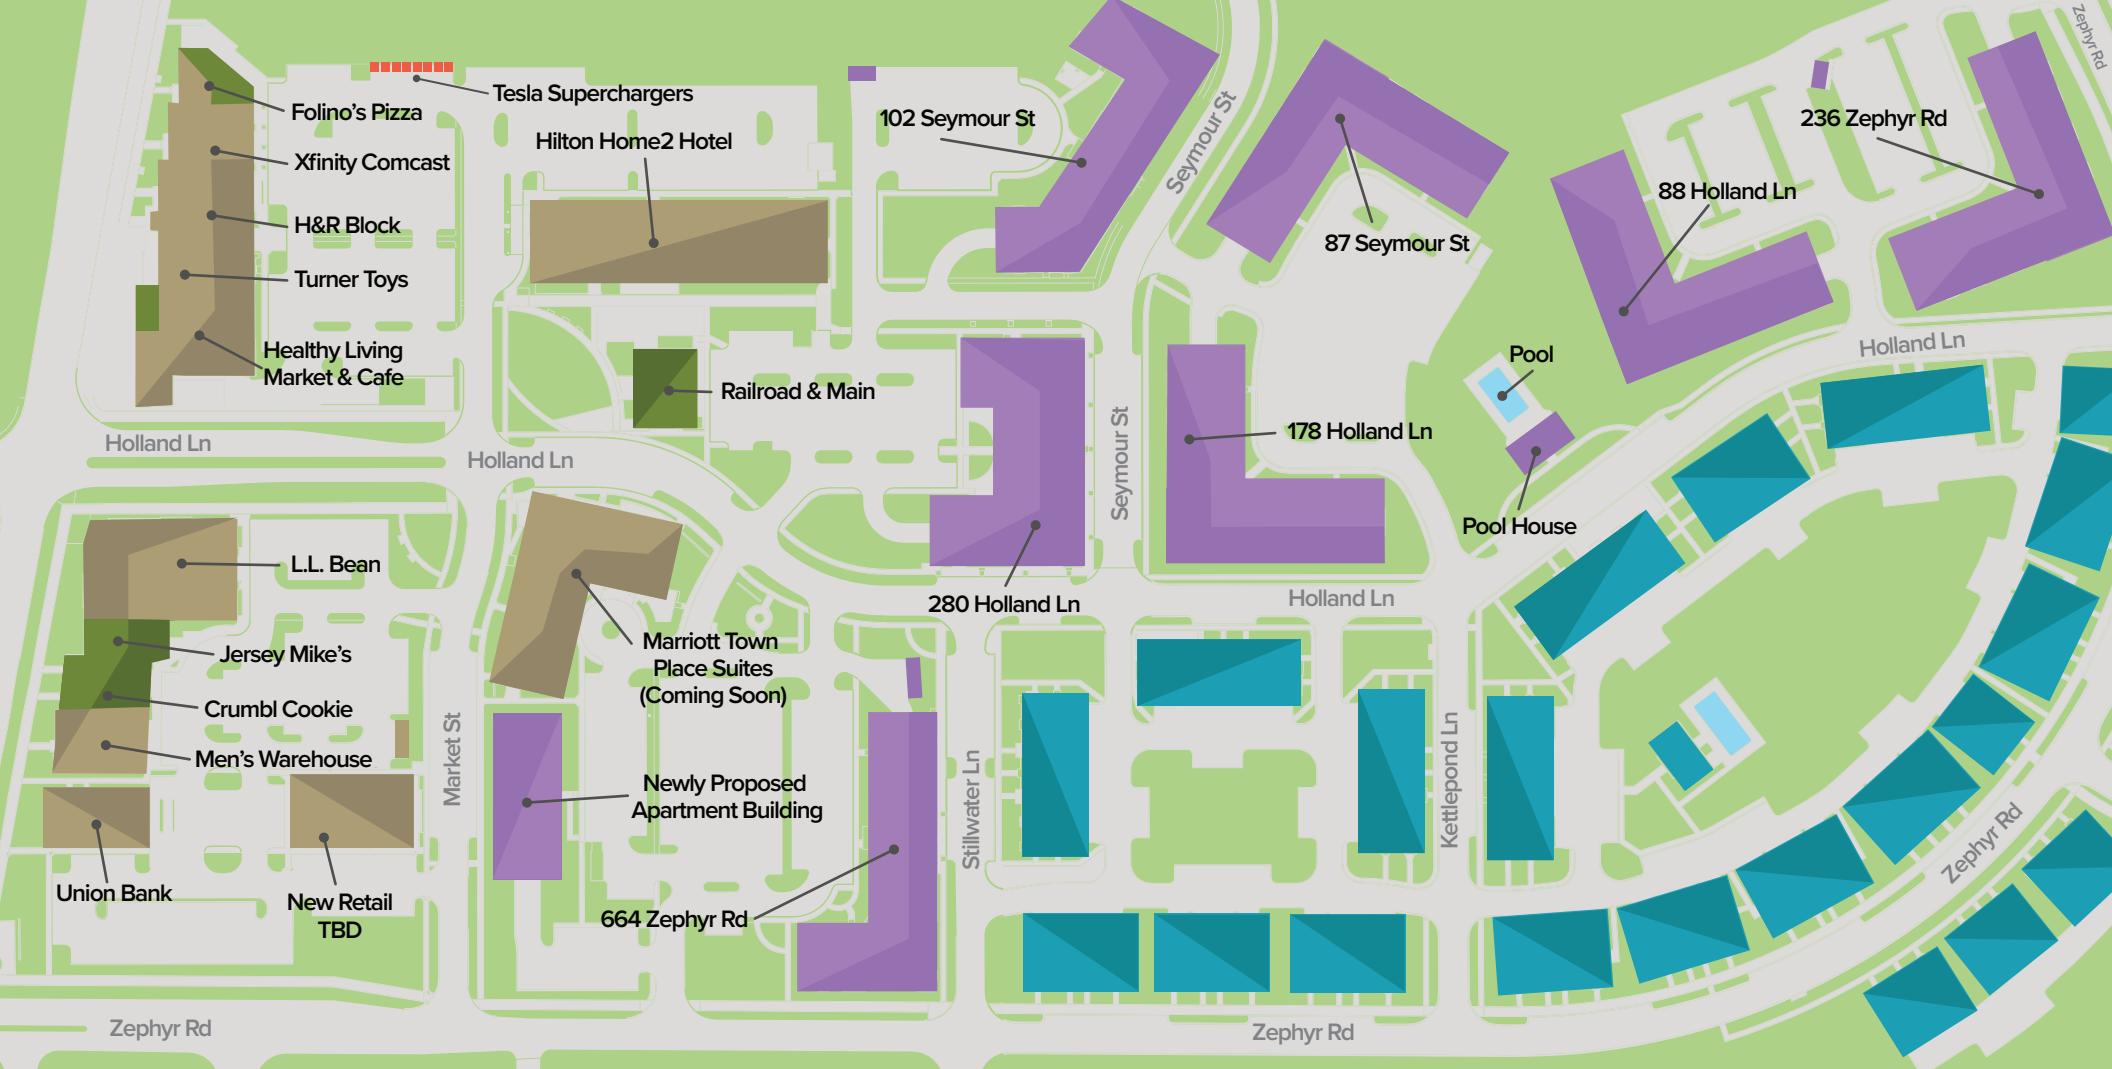 Zephyr Rd
Tesla Superchargers
Folino's Pizza
102 Seymour St
236 Zephyr Rd
Hilton Home2 Hotel
Seymour St
Xfinity Comcast
88 Holland Ln
H&R Block
87 Seymour St
Turner Toys
Healthy Living
Market & Cafe
Holland Ln
Pool
Railroad & Main
178 Holland Ln
Seymour St
Holland Ln
Holland Ln
Pool House
L.L. Bean
280 Holland Ln
Holland Ln
Jersey Mike's
Marriott Town
Place Suites
(Coming Soon)
Crumbl Cookie
Men's Warehouse
Market St
Newly Proposed
Apartment Building
Stillwater Ln
Kettlepond Ln
Zephyr Rd
Union Bank
New Retail
TBD
664 Zephyr Rd
Zephyr Rd
Zephyr Rd